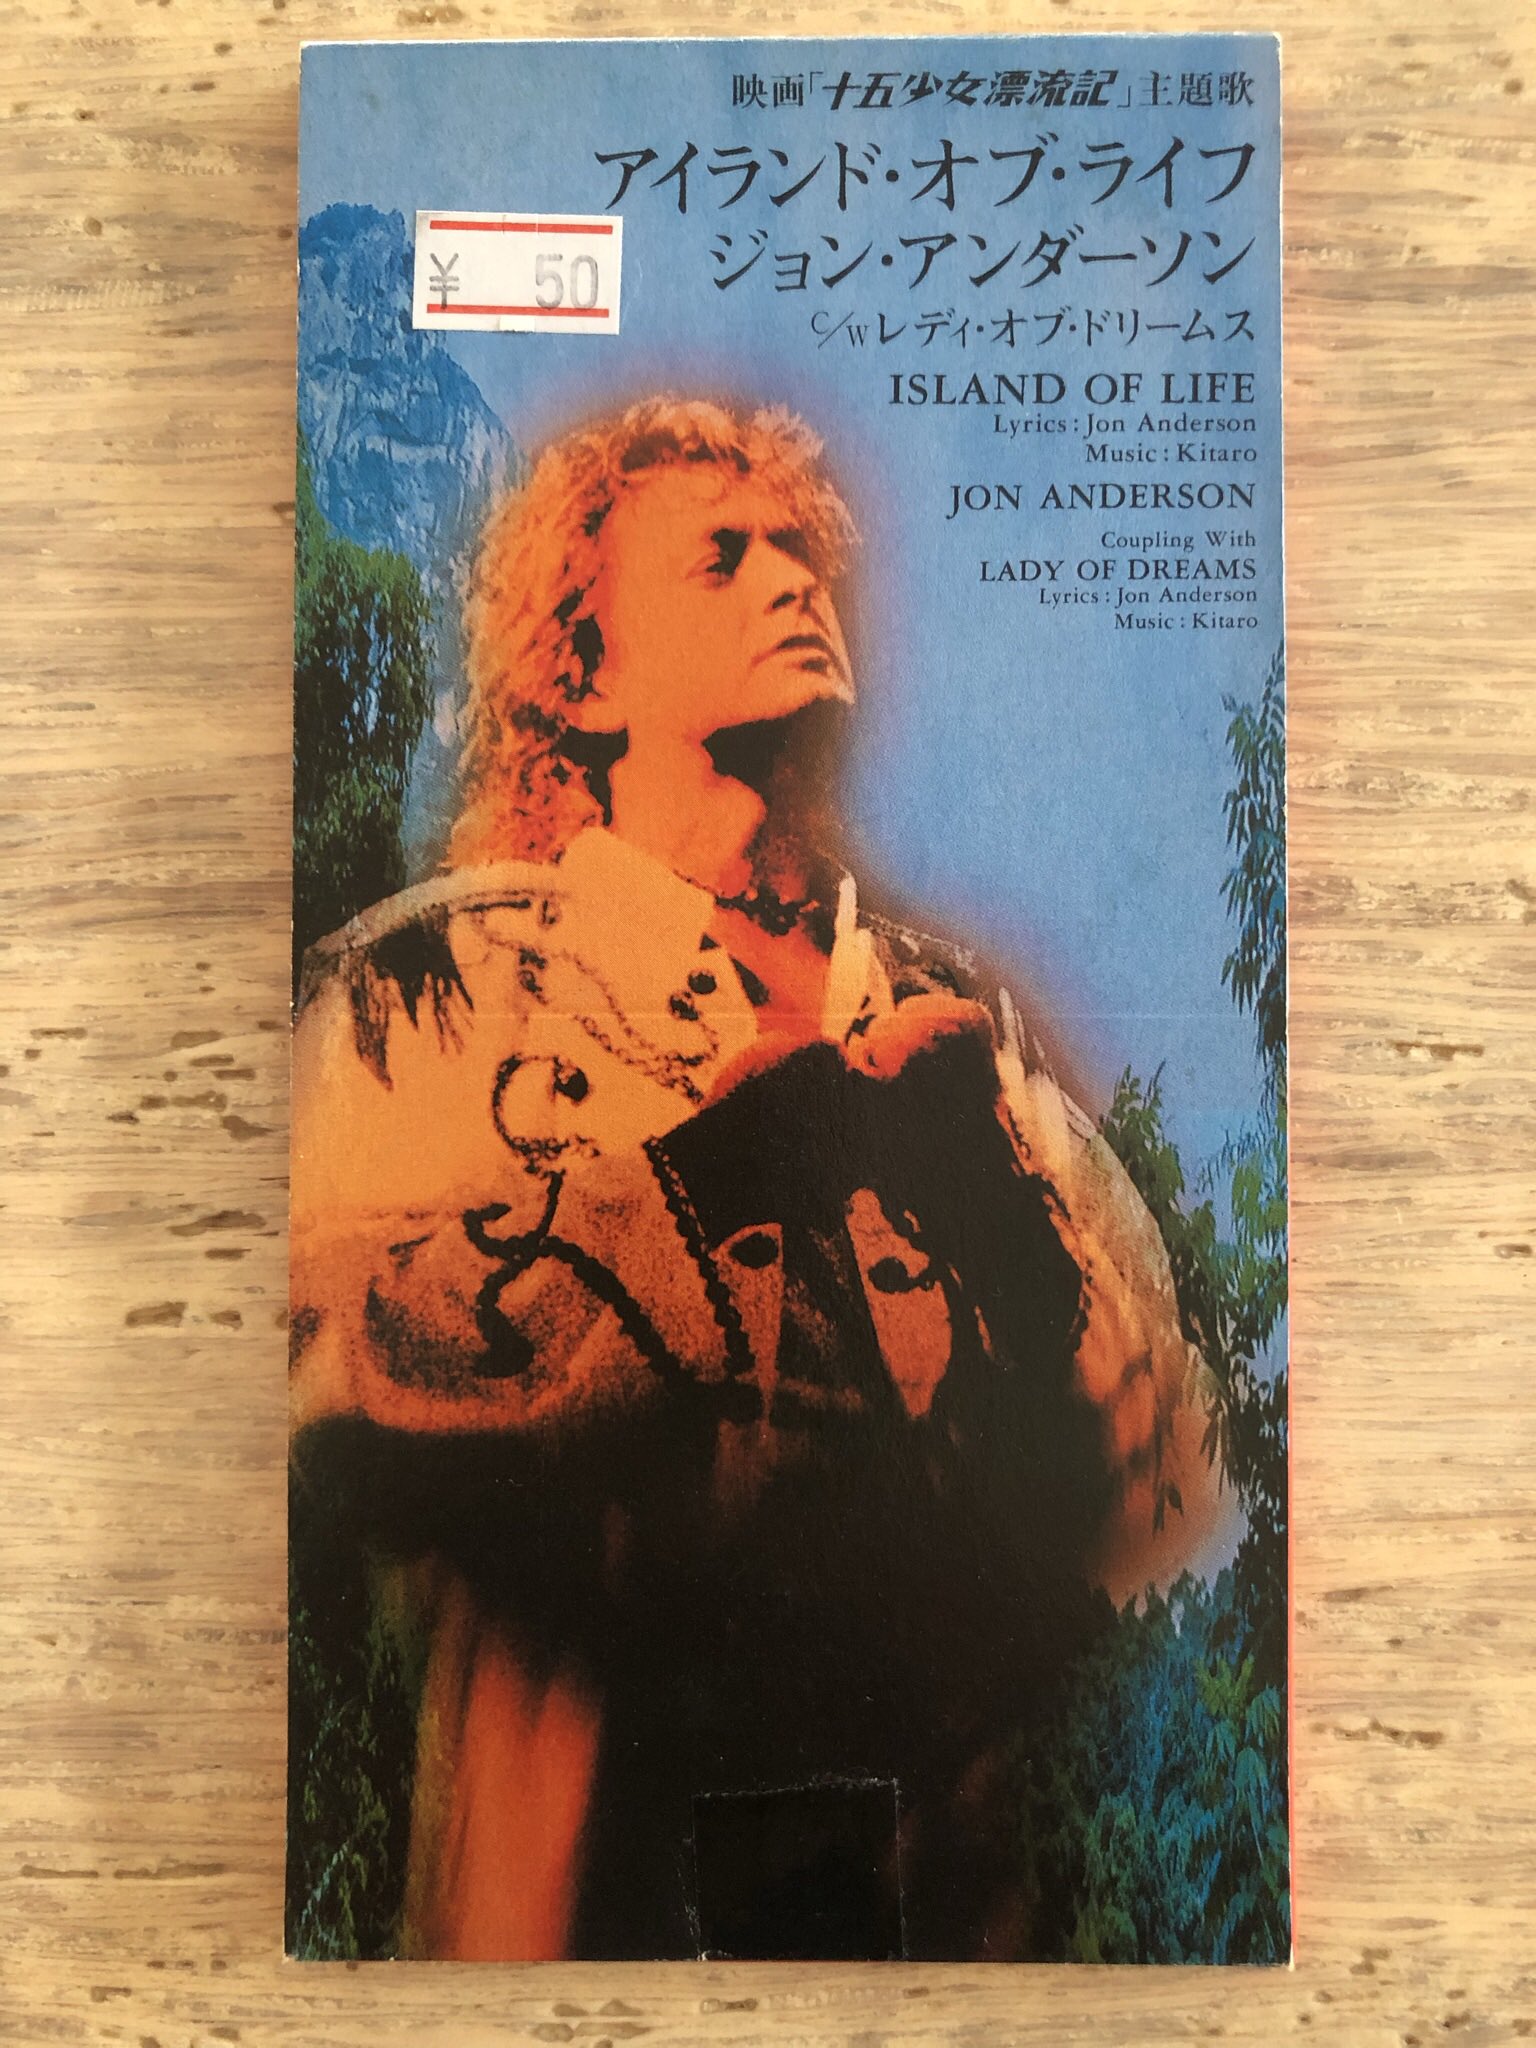 映画「十五少女漂流記」主題歌
アイランド・オブ・ライフ
ジョン・アンダーソン
¥ 50
C/W レディ・オブ・ドリームス
ISLAND OF LIFE
Lyrics : Jon Anderson
Music : Kitaro
JON ANDERSON
Coupling With
LADY OF DREAMS
Lyrics : Jon Anderson
Music : Kitaro